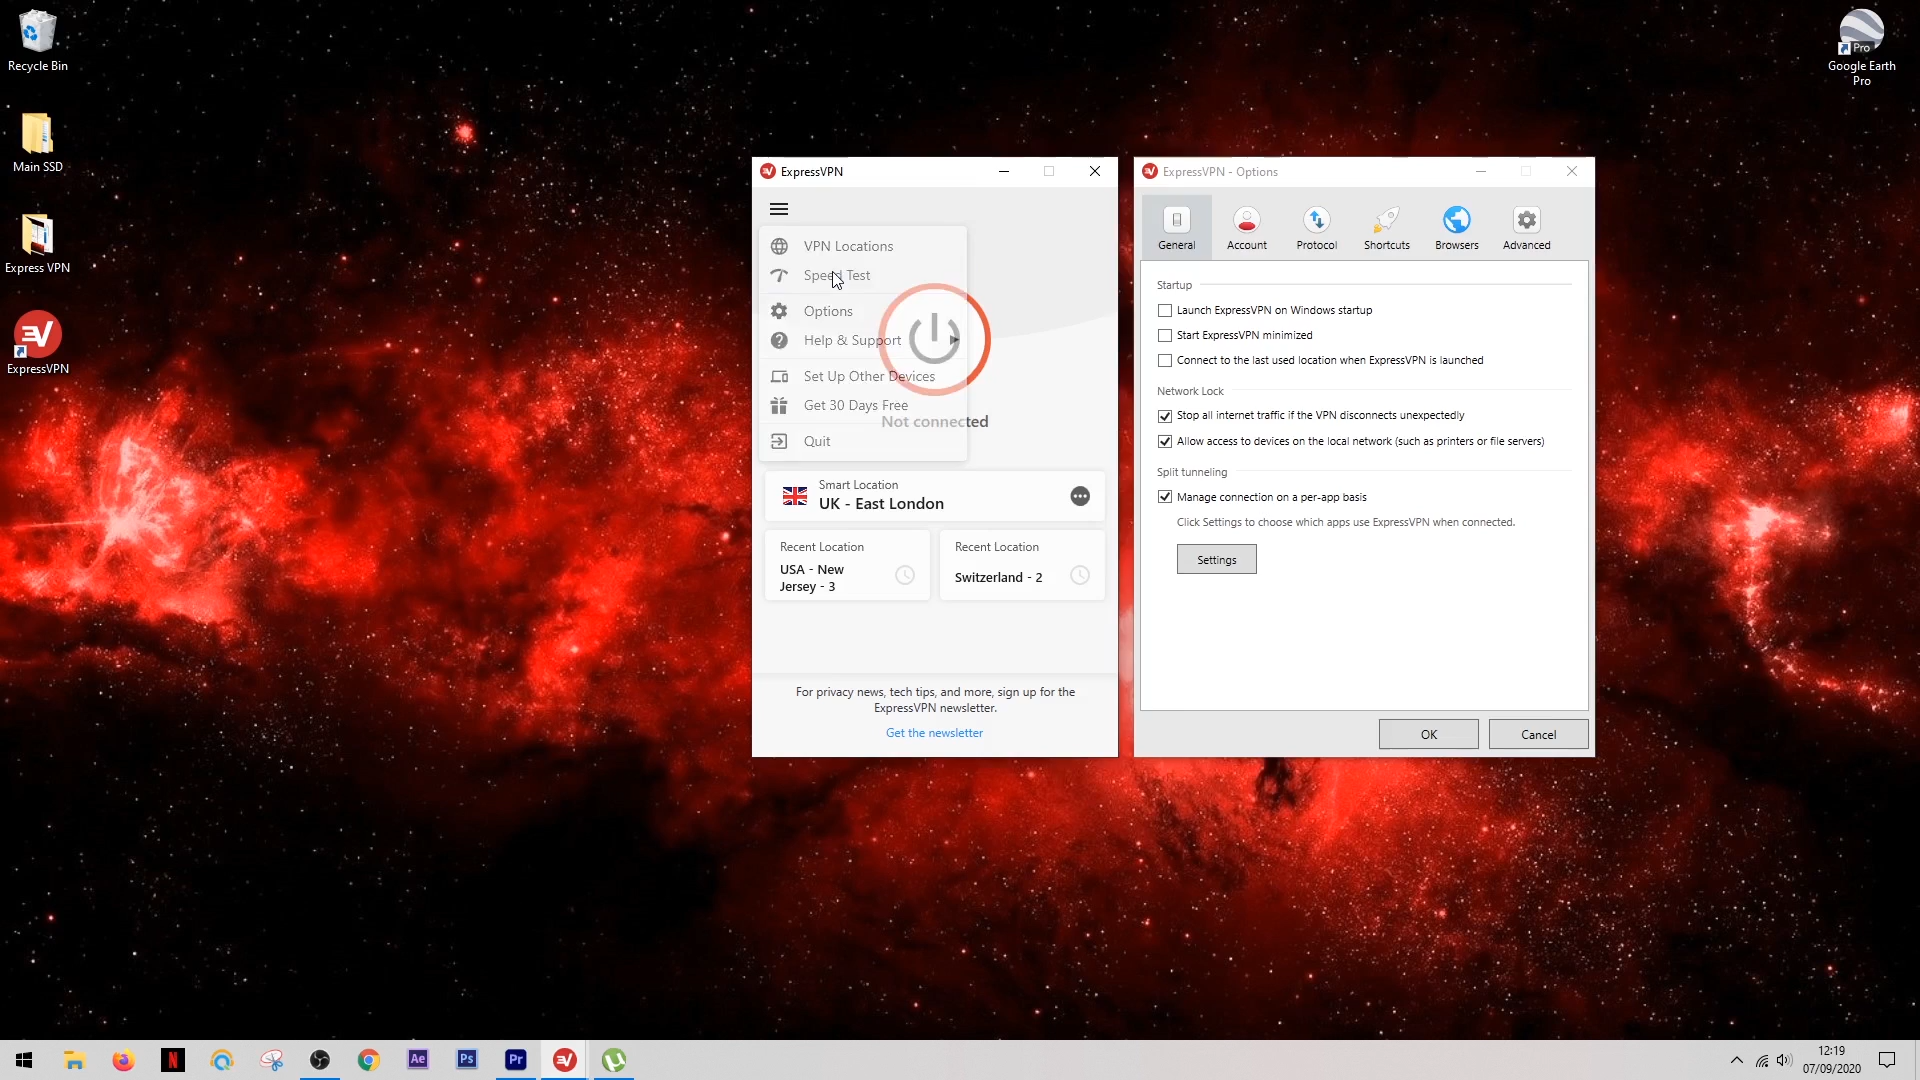 Recycle Bin
Main SSD
Express VPN
ExpressVPN
Pro
Google Earth
Pro
ExpressVPN
VPN Locations
Speed Test
Options
Help & Support
Set Up Other Devices
Get 30 Days Free
Quit
Not connected
Smart Location
UK - East London
Recent Location
USA - New
Jersey - 3
Recent Location
Switzerland - 2
For privacy news, tech tips, and more, sign up for the
ExpressVPN newsletter.
Get the newsletter
ExpressVPN - Options
General
Account
Protocol
Shortcuts
Browsers
Advanced
Startup
Launch ExpressVPN on Windows startup
Start ExpressVPN minimized
Connect to the last used location when ExpressVPN is launched
Network Lock
Stop all internet traffic if the VPN disconnects unexpectedly
Allow access to devices on the local network (such as printers or file servers)
Split tunneling
Manage connection on a per-app basis
Click Settings to choose which apps use ExpressVPN when connected.
Settings
OK
Cancel
N
Ae
Ps
Pr
12:19
07/09/2020